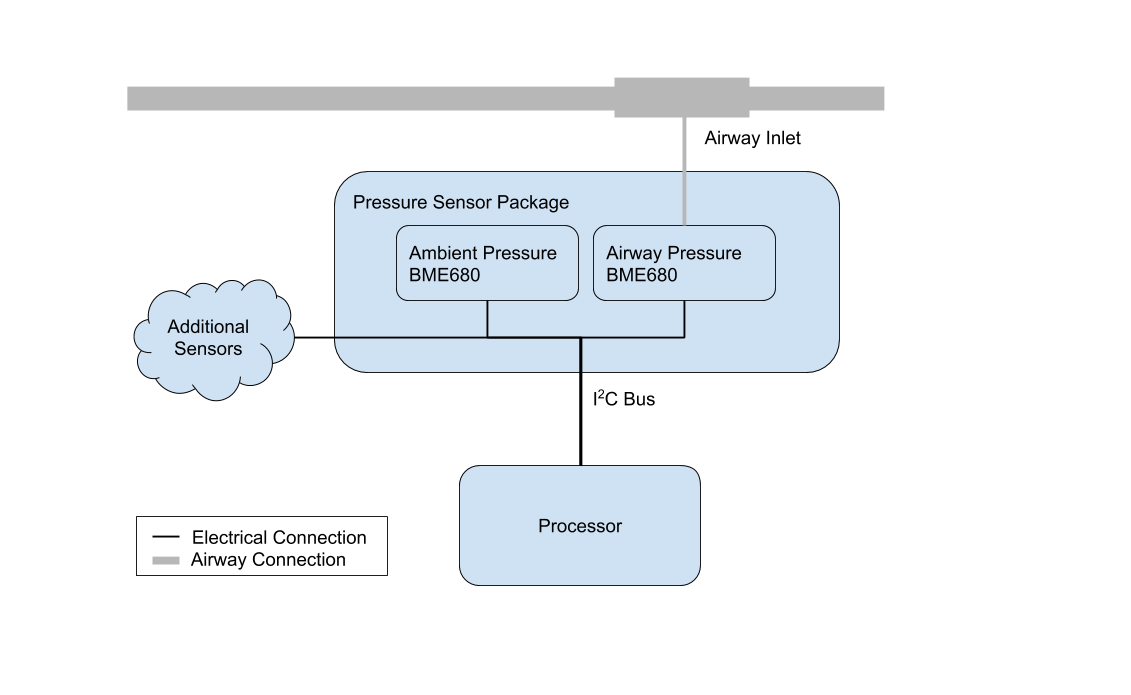 Airway Inlet
Pressure Sensor Package
Ambient Pressure
BME680
Airway Pressure
BME680
Additional
Sensors
I²C Bus
Processor
Electrical Connection
Airway Connection